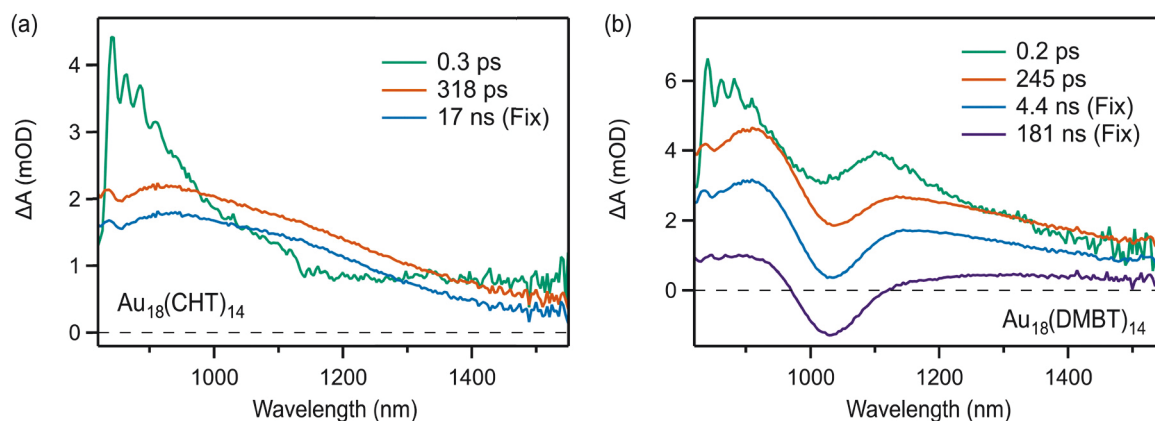 (a)
ΔA (mOD)
4
3
2
1
0
0.3 ps
318 ps
17 ns (Fix)
Au18(CHT)14
1000
1200
1400
Wavelength (nm)
(b)
ΔA (mOD)
6
4
2
0
0.2 ps
245 ps
4.4 ns (Fix)
181 ns (Fix)
Au18(DMBT)14
1000
1200
1400
Wavelength (nm)